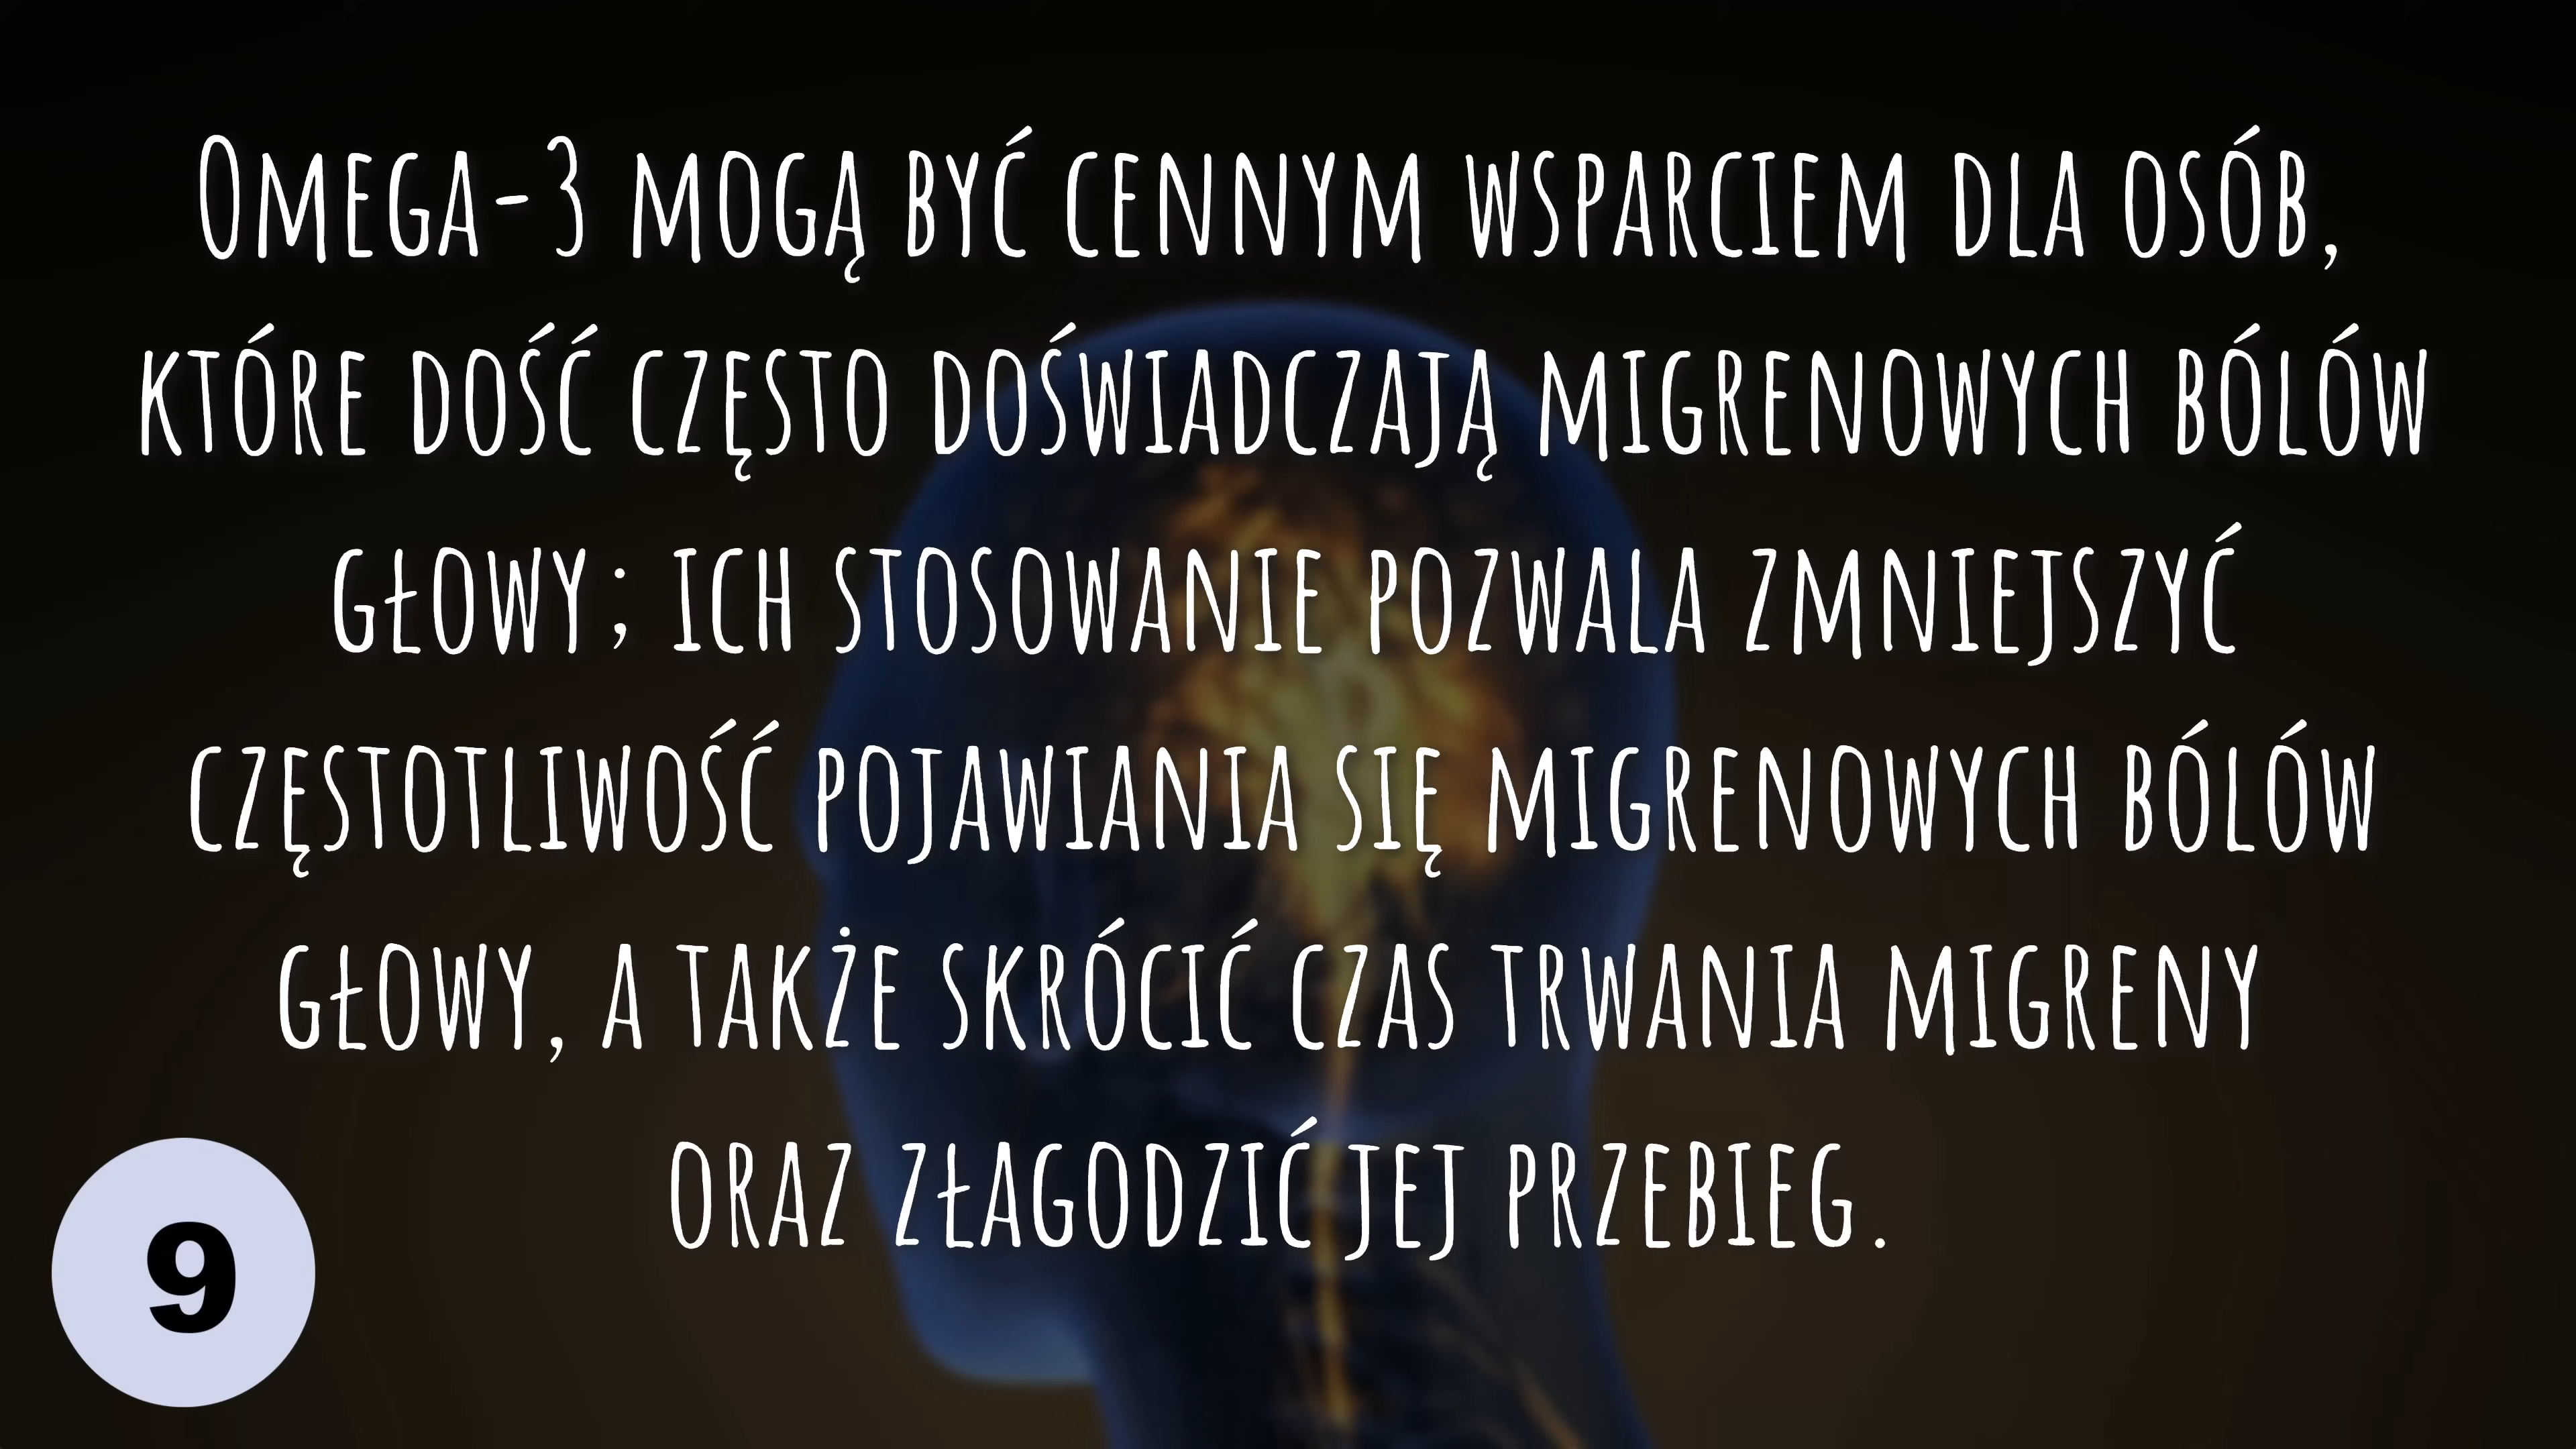 Omega-3 mogą być cennym wsparciem dla osób,
które dość często doświadczają migrenowych bólów
głowy; ich stosowanie pozwala zmniejszyć
częstotliwość pojawiania się migrenowych bólów
głowy, a także skrócić czas trwania migreny
oraz złagodzić jej przebieg.
9